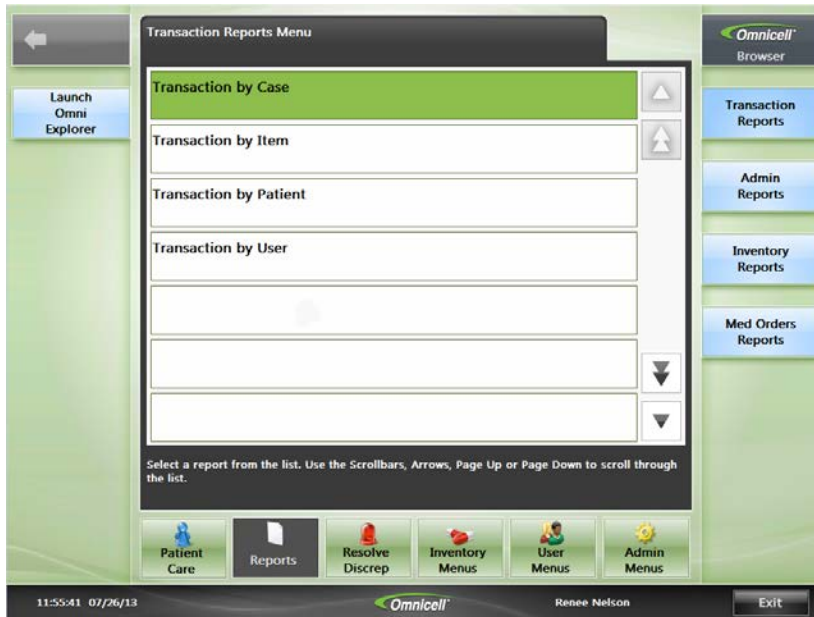 Transaction Reports Menu
Omnicell
Browser
Launch
Omni
Explorer
Transaction by Case
Transaction by Item
Transaction by Patient
Transaction by User
Transaction
Reports
Admin
Reports
Inventory
Reports
Med Orders
Reports
Select a report from the list. Use the Scrollbars, Arrows, Page Up or Page Down to scroll through
the list.
Patient
Care
Reports
Resolve
Discrep
Inventory
Menus
User
Menus
Admin
Menus
11:55:41 07/26/13
Omnicell
Renee Nelson
Exit